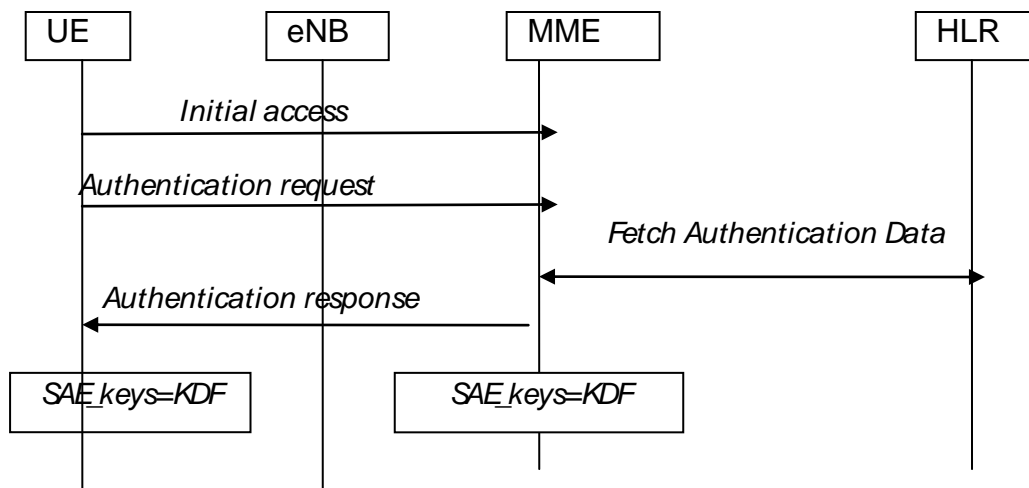 UE
eNB
MME
HLR
Initial access
Authentication request
Fetch Authentication Data
Authentication response
SAE_keys=KDF
SAE_keys=KDF